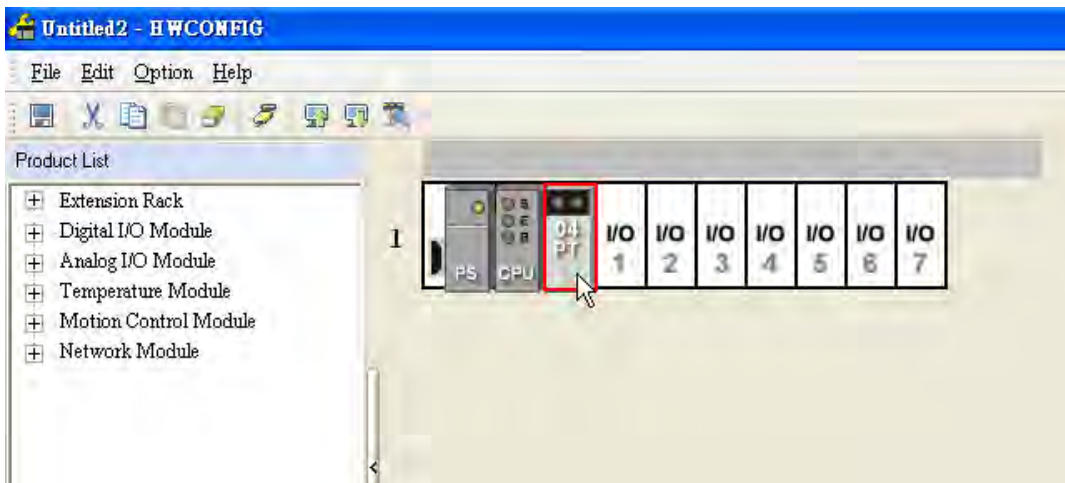 Untitled2 - HWCONFIG
File Edit Option Help
Product List
Extension Rack
Digital I/O Module
Analog I/O Module
Temperature Module
Motion Control Module
Network Module
1
PS
CPU
04
PT
I/O I/O I/O I/O I/O I/O I/O
1 2 3 4 5 6 7